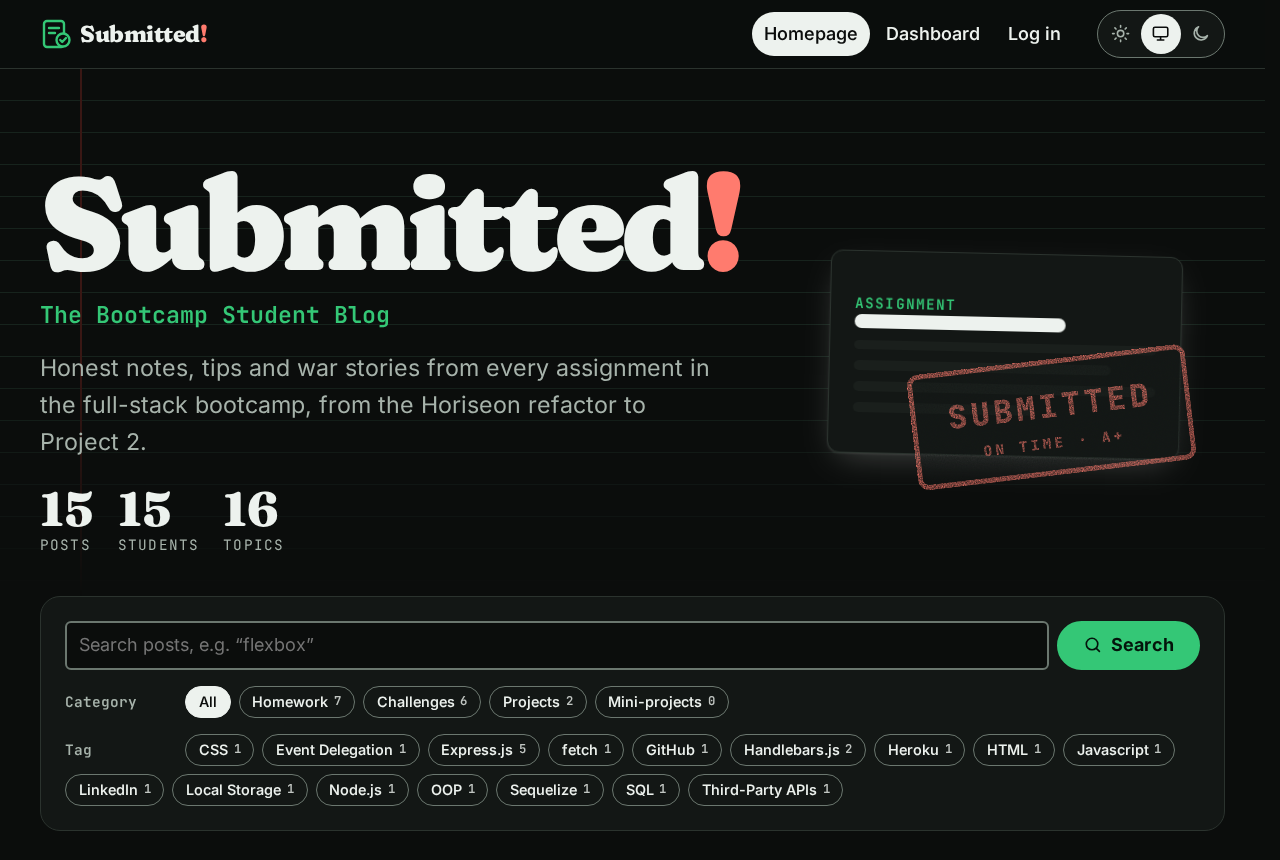 Submitted!
Homepage Dashboard Log in
Submitted!
The Bootcamp Student Blog
Honest notes, tips and war stories from every assignment in
the full-stack bootcamp, from the Horiseon refactor to
Project 2.
15 15 16
POSTS STUDENTS TOPICS
ASSIGNMENT
SUBMITTED
ON TIME · A+
Search posts, e.g. “flexbox”
Search
Category All Homework 7 Challenges 6 Projects 2 Mini-projects 0
Tag CSS 1 Event Delegation 1 Express.js 5 fetch 1 GitHub 1 Handlebars.js 2 Heroku 1 HTML 1 Javascript 1
LinkedIn 1 Local Storage 1 Node.js 1 OOP 1 Sequelize 1 SQL 1 Third-Party APIs 1